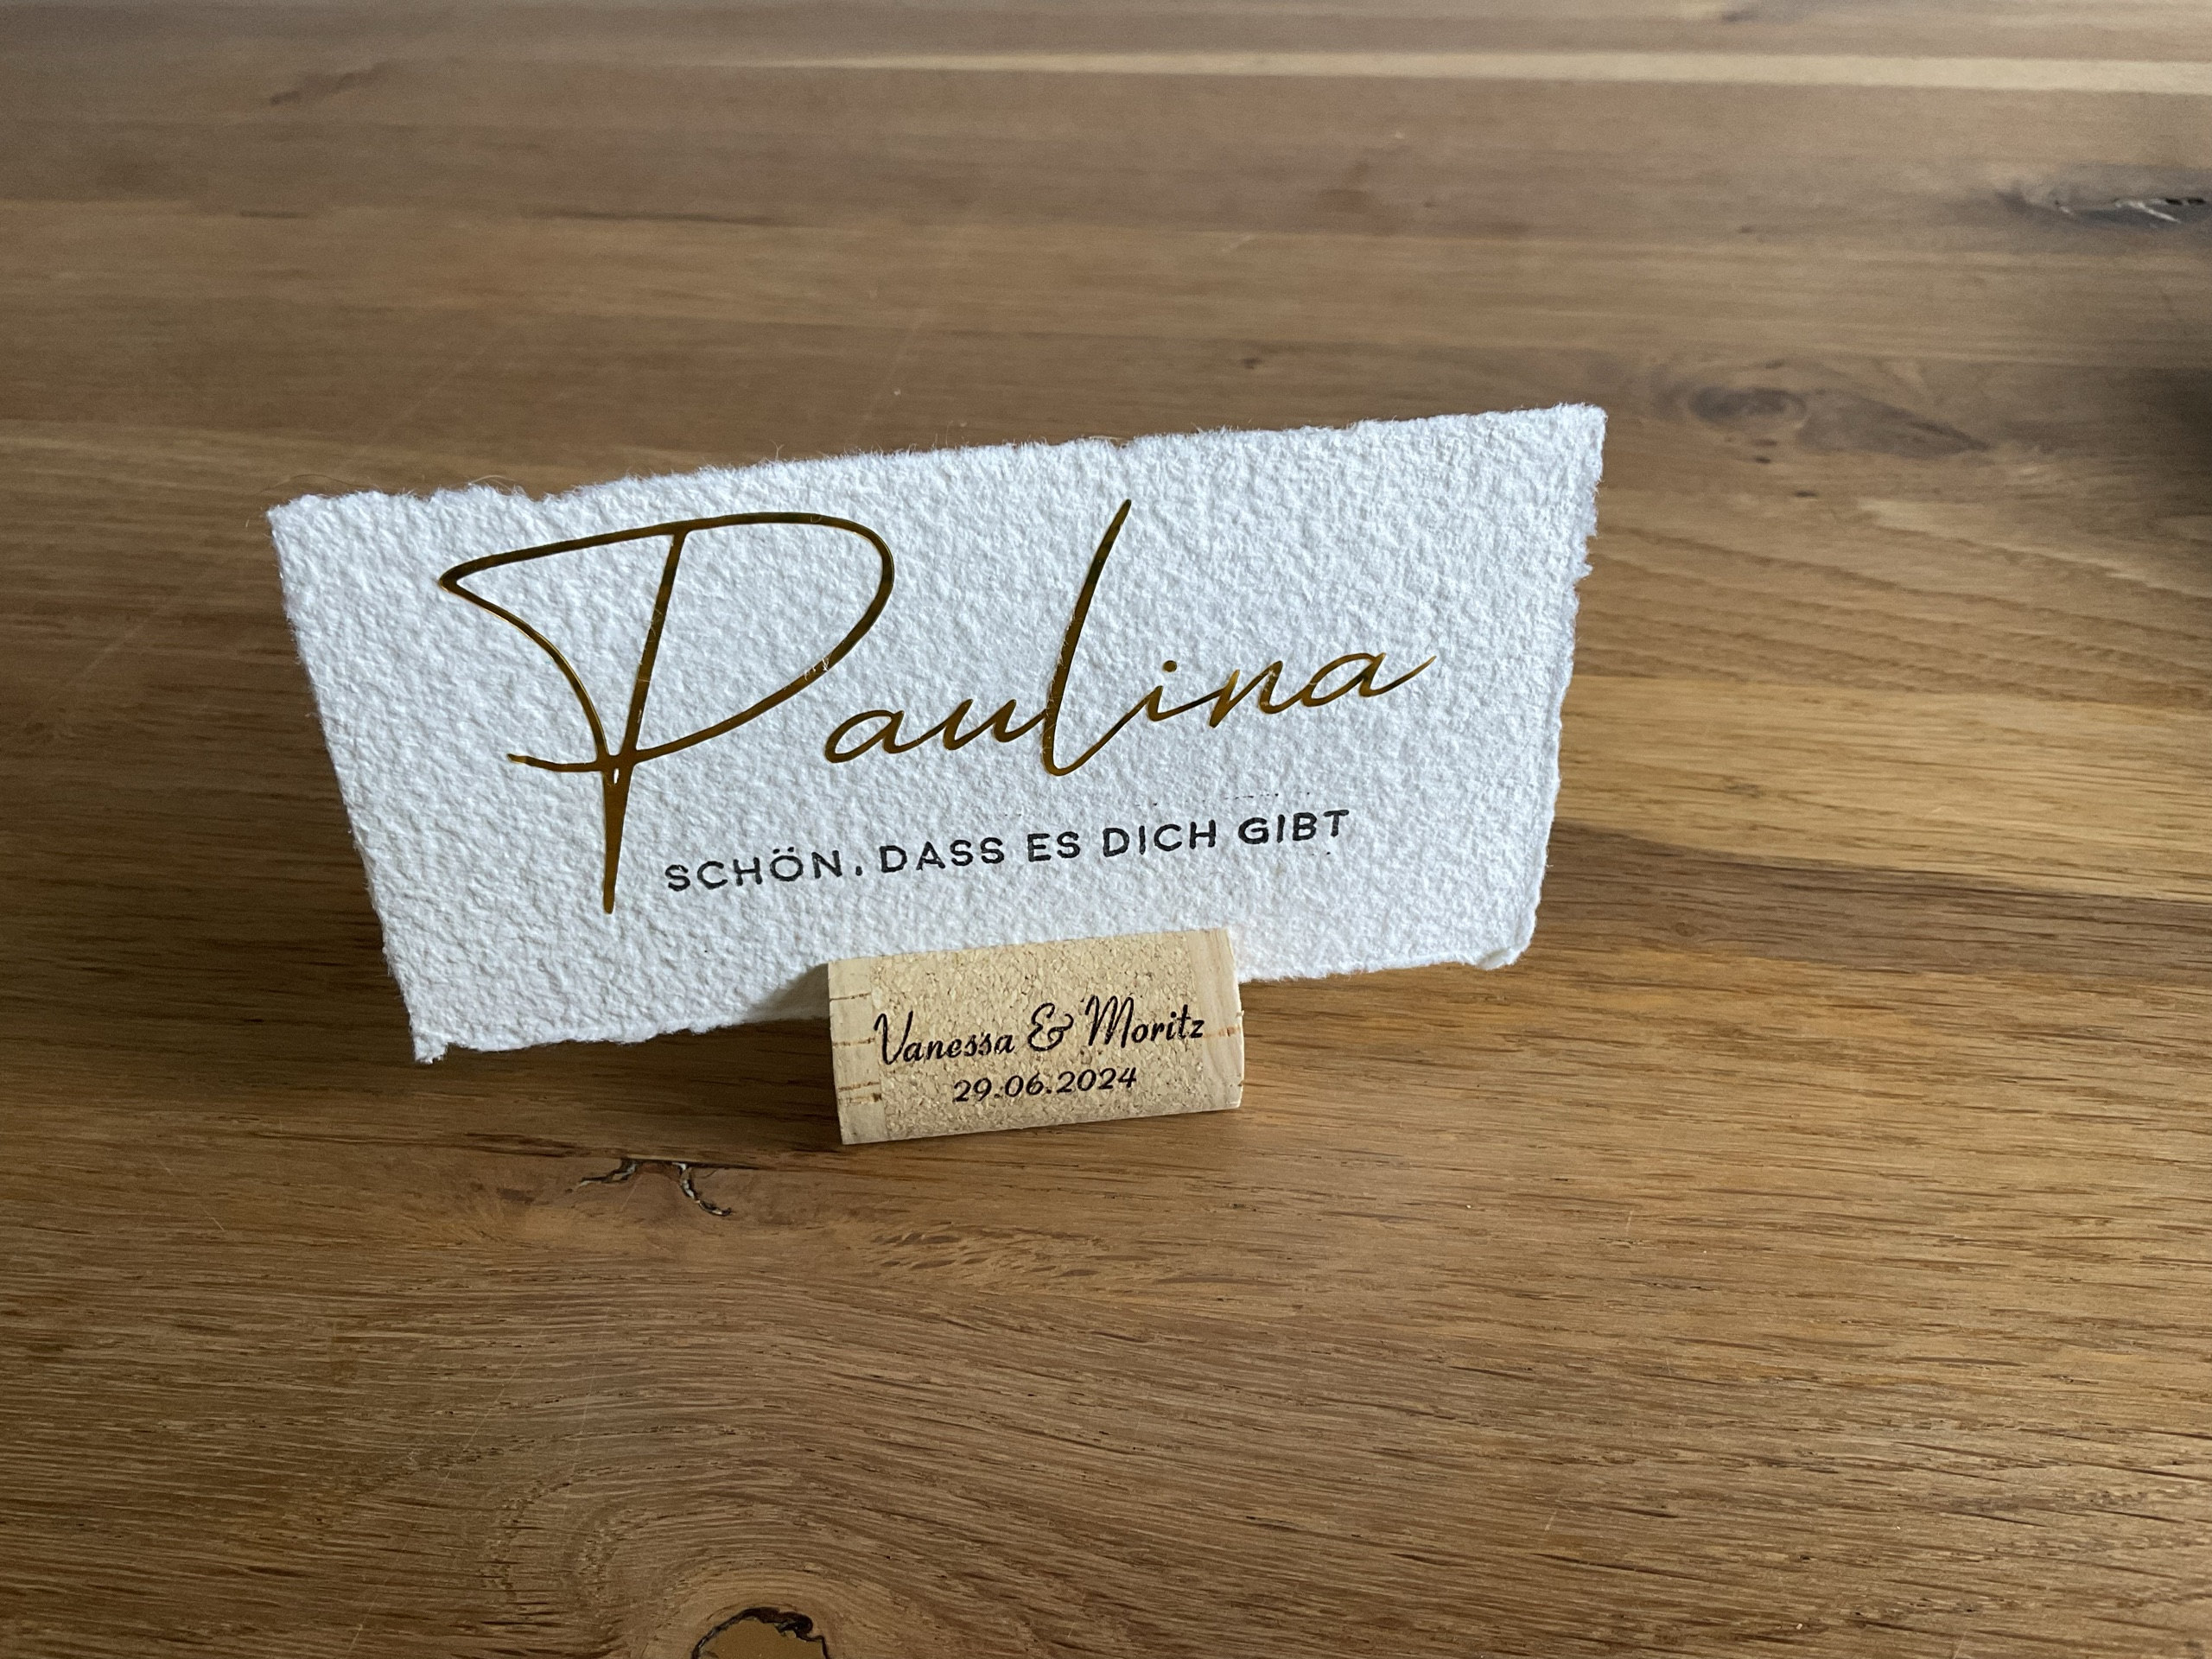 Paulina
SCHÖN, DASS ES DICH GIBT
Vanessa & Moritz
29.06.2024